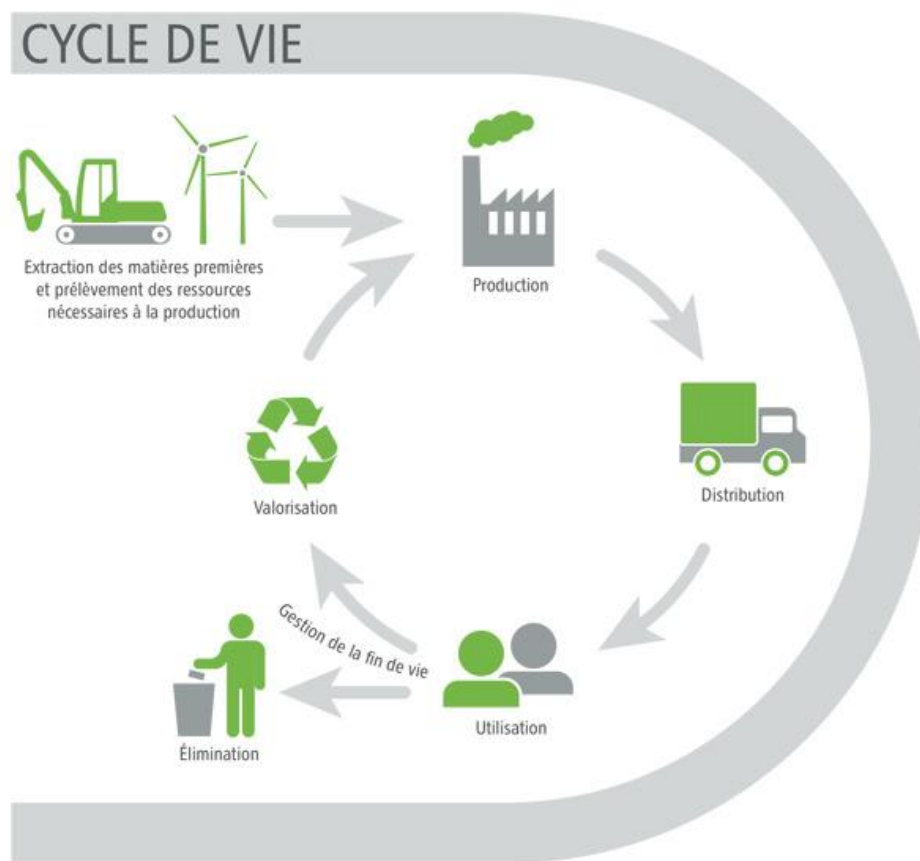 CYCLE DE VIE
Extraction des matières premières
et prélèvement des ressources
nécessaires à la production
Production
Valorisation
Distribution
Gestion de la fin de vie
Utilisation
Élimination